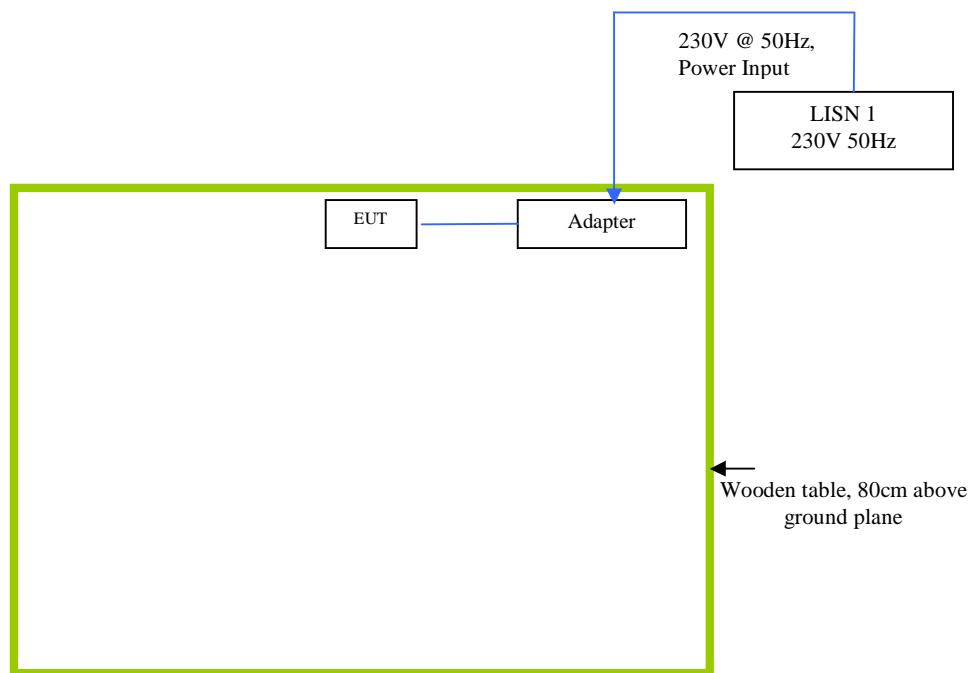 230V @ 50Hz,
Power Input
LISN 1
230V 50Hz
EUT
Adapter
Wooden table, 80cm above
ground plane